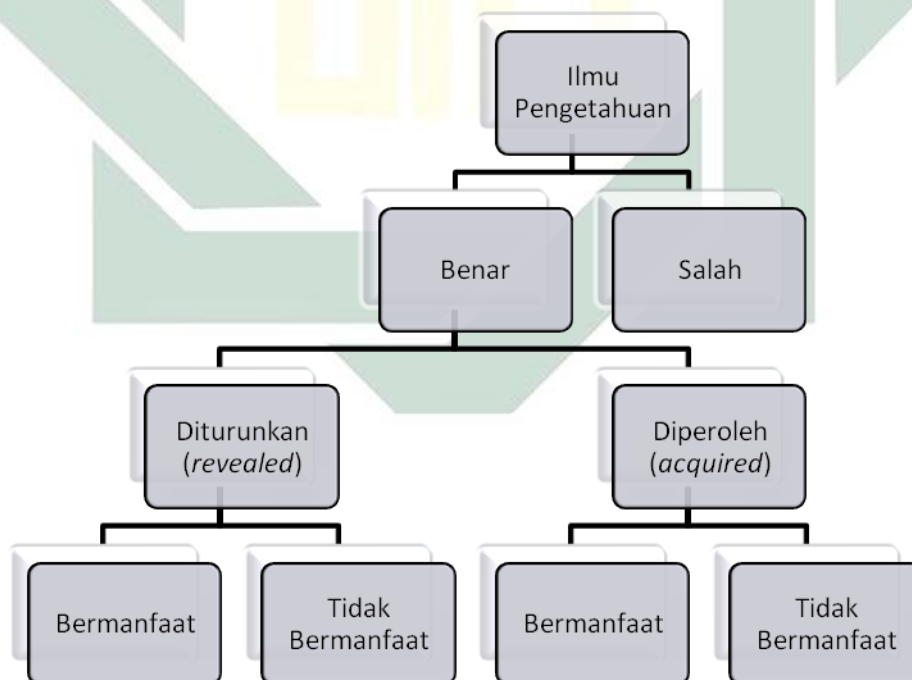 Ilmu
Pengetahuan
Benar
Salah
Diturunkan
(revealed)
Diperoleh
(acquired)
Bermanfaat
Tidak
Bermanfaat
Bermanfaat
Tidak
Bermanfaat